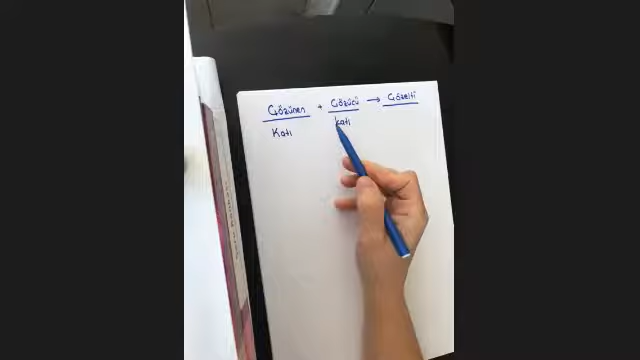 Çözünen + Çözücü → Çözelti
Katı Katı